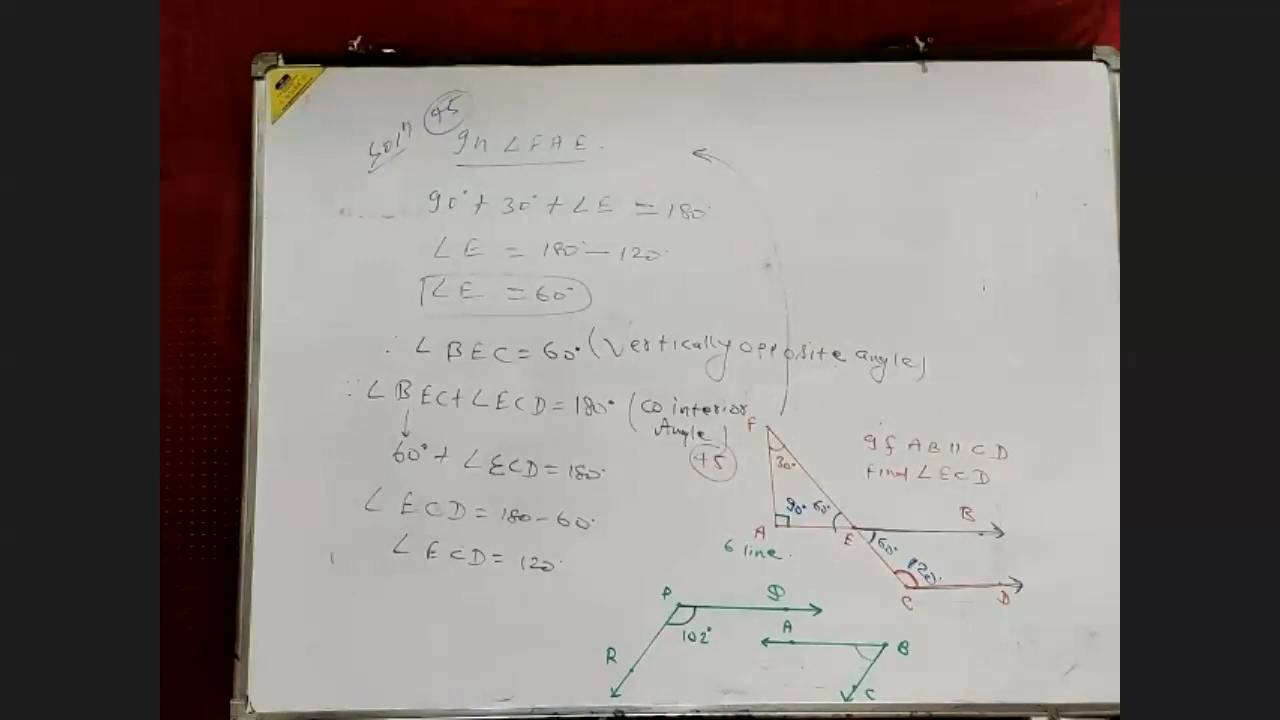 45
Solⁿ In ∠FAE.
90° + 30° + ∠E = 180°
∠E = 180° - 120°
∠E = 60°
∴ ∠BEC = 60° (Vertically opposite angle)
∵ ∠BEC + ∠ECD = 180° (Co interior Angle)
60° + ∠ECD = 180°
∠ECD = 180 - 60°
∠ECD = 120°
45
If AB || CD
Find ∠ECD
F
30°
90° 60°
A
E
B
60°
120°
C
D
6 line.
P
102°
R
A
B
C